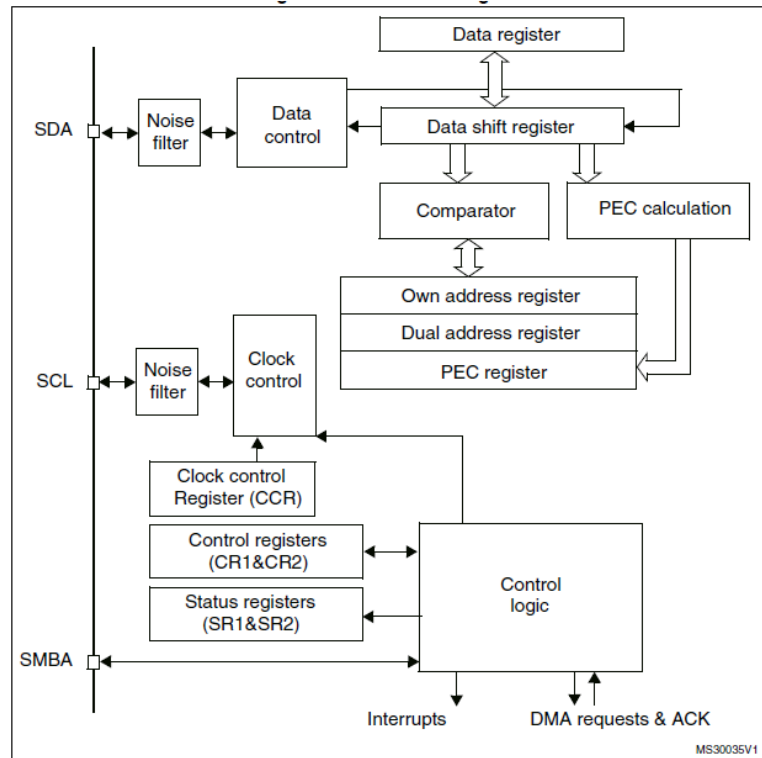 Data register
SDA
Noise
filter
Data
control
Data shift register
Comparator
PEC calculation
Own address register
Dual address register
PEC register
SCL
Noise
filter
Clock
control
Clock control
Register (CCR)
Control registers
(CR1&CR2)
Status registers
(SR1&SR2)
Control
logic
SMBA
Interrupts
DMA requests & ACK
MS30035V1